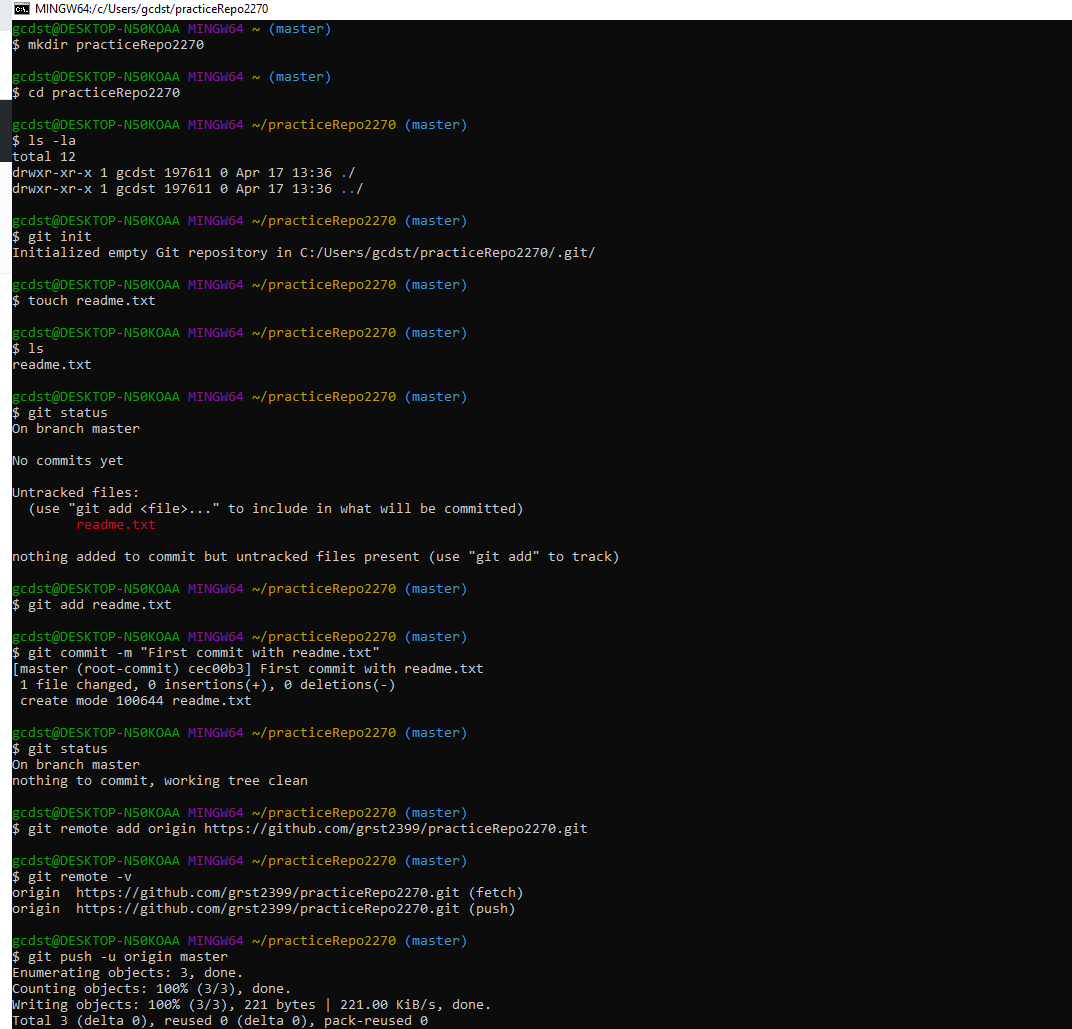 MINGW64:/c/Users/gcdst/practiceRepo2270
gcdst@DESKTOP-N50KOAA MINGW64 ~ (master)
$ mkdir practiceRepo2270

gcdst@DESKTOP-N50KOAA MINGW64 ~ (master)
$ cd practiceRepo2270

gcdst@DESKTOP-N50KOAA MINGW64 ~/practiceRepo2270 (master)
$ ls -la
total 12
drwxr-xr-x 1 gcdst 197611 0 Apr 17 13:36 ./
drwxr-xr-x 1 gcdst 197611 0 Apr 17 13:36 ../

gcdst@DESKTOP-N50KOAA MINGW64 ~/practiceRepo2270 (master)
$ git init
Initialized empty Git repository in C:/Users/gcdst/practiceRepo2270/.git/

gcdst@DESKTOP-N50KOAA MINGW64 ~/practiceRepo2270 (master)
$ touch readme.txt

gcdst@DESKTOP-N50KOAA MINGW64 ~/practiceRepo2270 (master)
$ ls
readme.txt

gcdst@DESKTOP-N50KOAA MINGW64 ~/practiceRepo2270 (master)
$ git status
On branch master

No commits yet

Untracked files:
  (use "git add <file>..." to include in what will be committed)
        readme.txt

nothing added to commit but untracked files present (use "git add" to track)

gcdst@DESKTOP-N50KOAA MINGW64 ~/practiceRepo2270 (master)
$ git add readme.txt

gcdst@DESKTOP-N50KOAA MINGW64 ~/practiceRepo2270 (master)
$ git commit -m "First commit with readme.txt"
[master (root-commit) cec00b3] First commit with readme.txt
 1 file changed, 0 insertions(+), 0 deletions(-)
 create mode 100644 readme.txt

gcdst@DESKTOP-N50KOAA MINGW64 ~/practiceRepo2270 (master)
$ git status
On branch master
nothing to commit, working tree clean

gcdst@DESKTOP-N50KOAA MINGW64 ~/practiceRepo2270 (master)
$ git remote add origin https://github.com/grst2399/practiceRepo2270.git

gcdst@DESKTOP-N50KOAA MINGW64 ~/practiceRepo2270 (master)
$ git remote -v
origin  https://github.com/grst2399/practiceRepo2270.git (fetch)
origin  https://github.com/grst2399/practiceRepo2270.git (push)

gcdst@DESKTOP-N50KOAA MINGW64 ~/practiceRepo2270 (master)
$ git push -u origin master
Enumerating objects: 3, done.
Counting objects: 100% (3/3), done.
Writing objects: 100% (3/3), 221 bytes | 221.00 KiB/s, done.
Total 3 (delta 0), reused 0 (delta 0), pack-reused 0